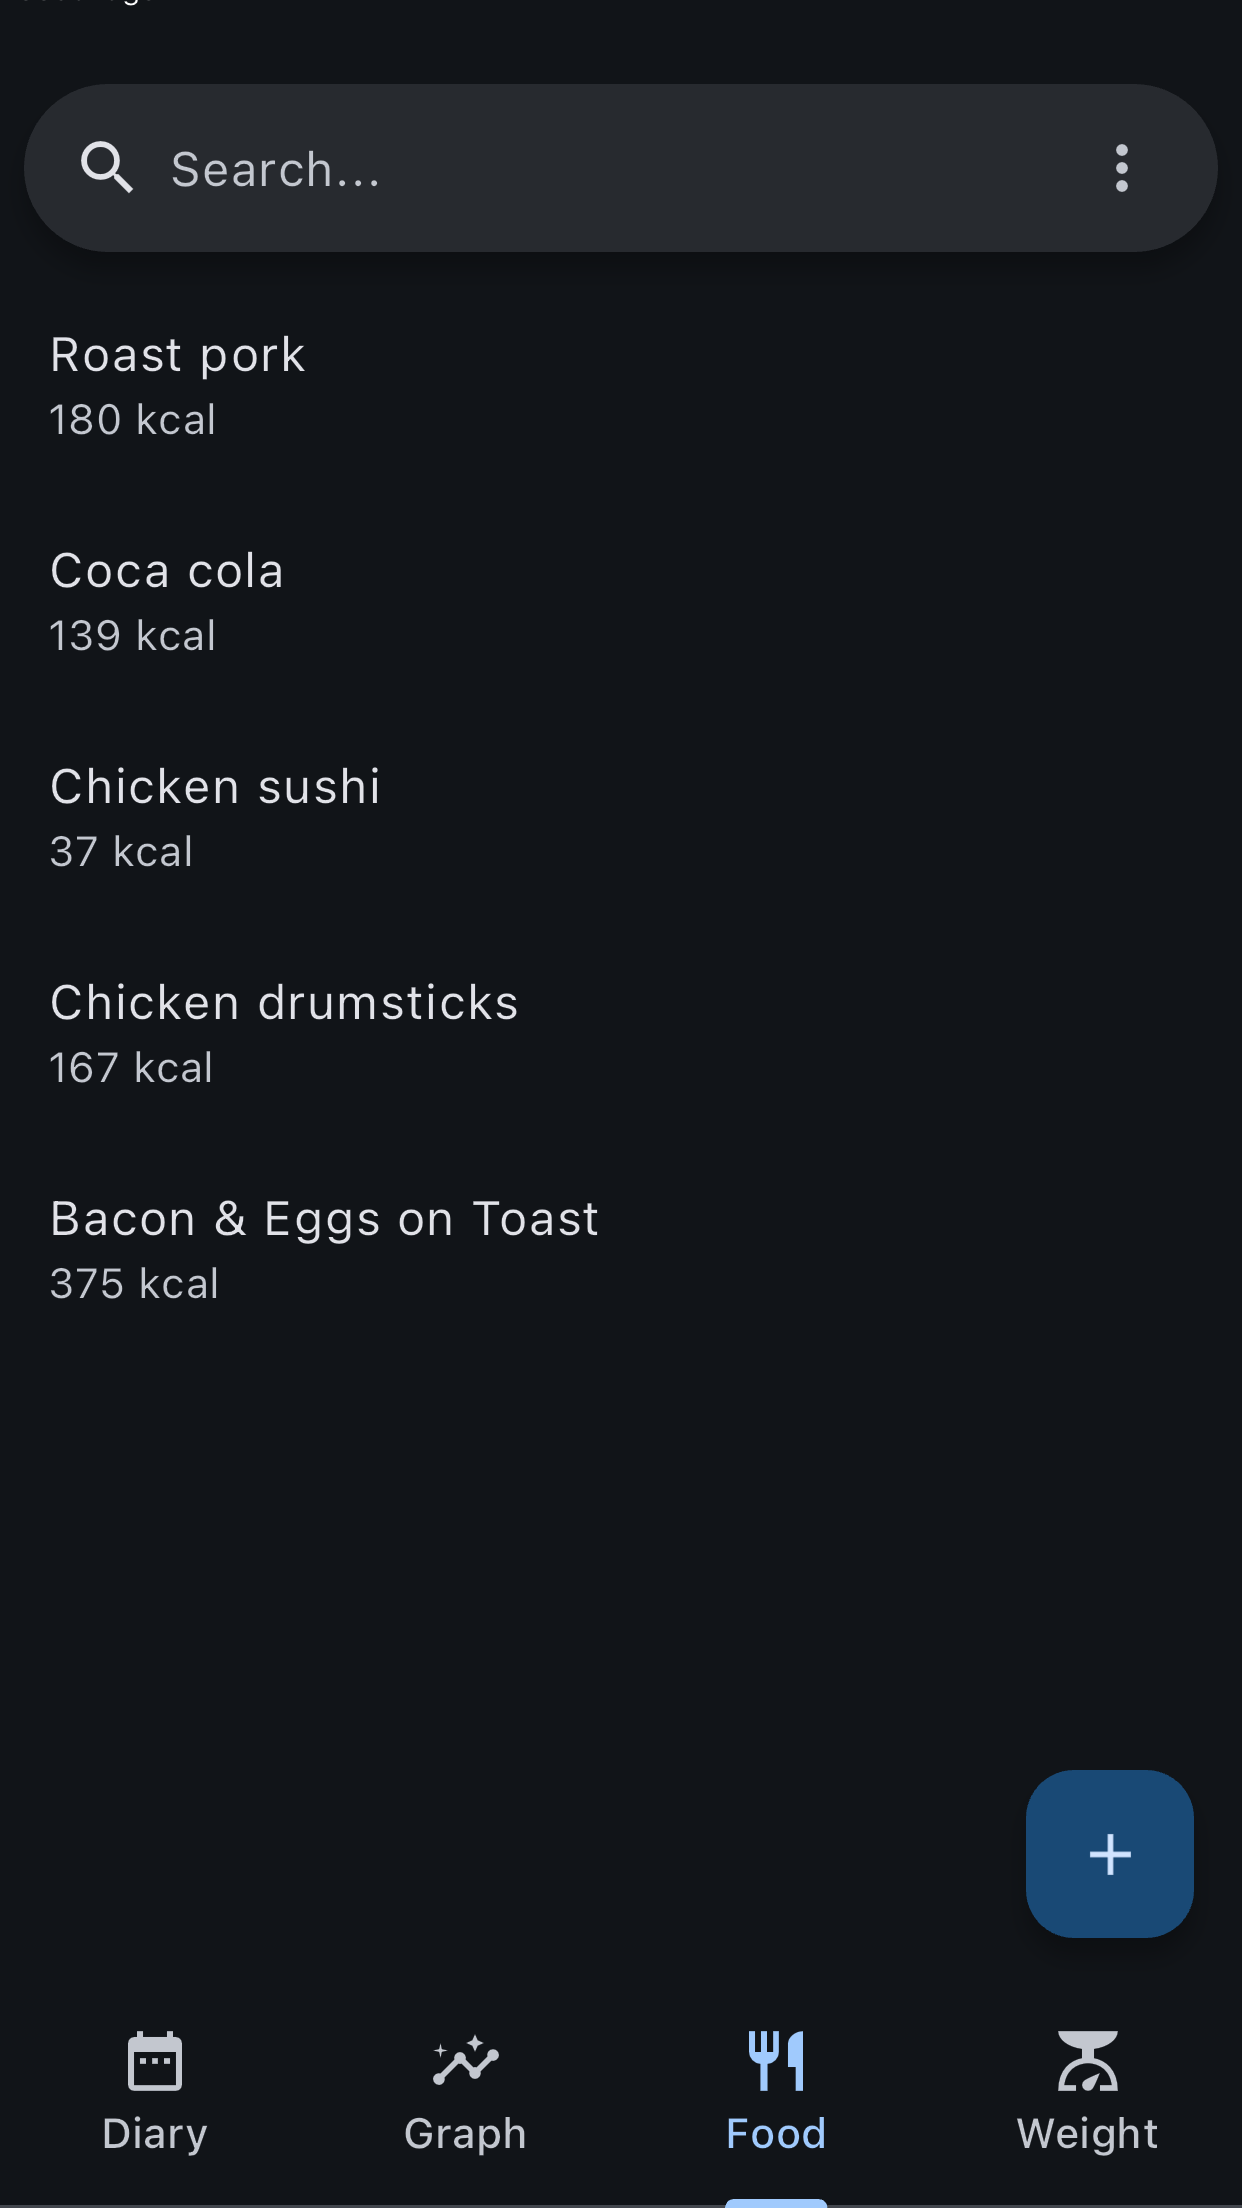 Search...
Roast pork
180 kcal
Coca cola
139 kcal
Chicken sushi
37 kcal
Chicken drumsticks
167 kcal
Bacon & Eggs on Toast
375 kcal
Diary
Graph
Food
Weight